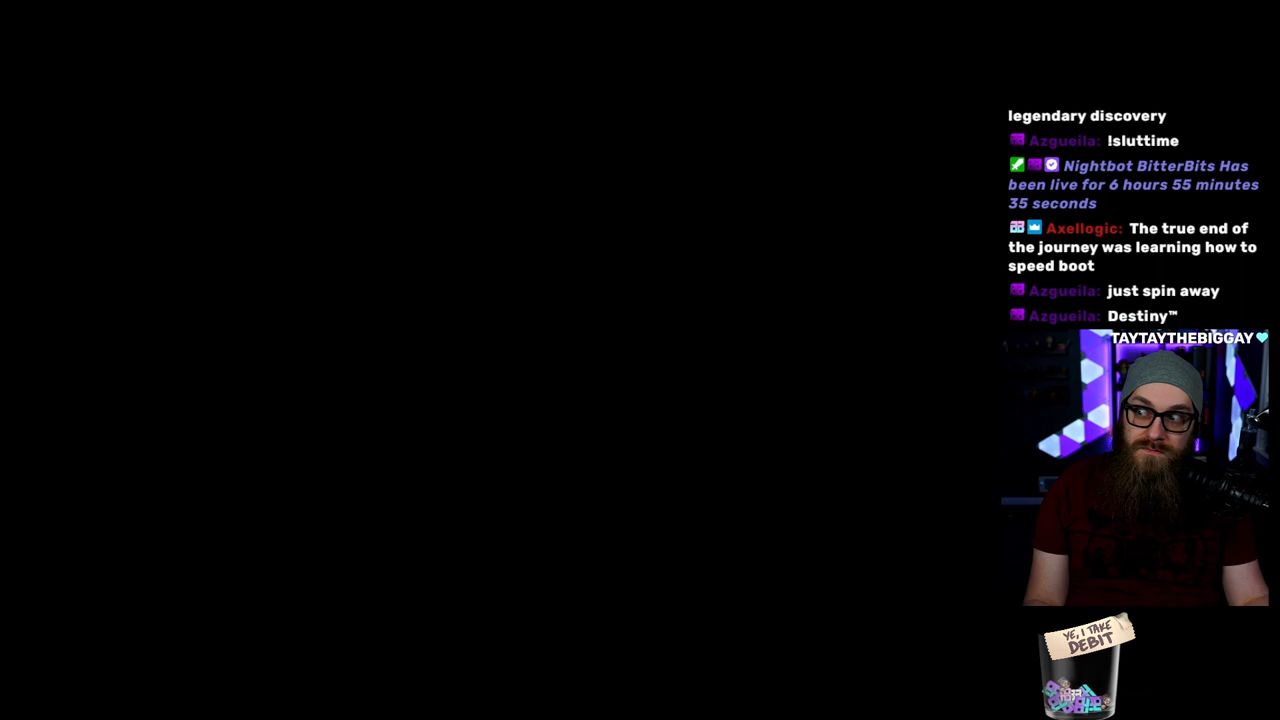 legendary discovery
Azgueila: !sluttime
Nightbot BitterBits Has
been live for 6 hours 55 minutes
35 seconds
Axellogic: The true end of
the journey was learning how to
speed boot
Azgueila: just spin away
Azgueila: Destiny™
TAYTAYTHEBIGGAY
YE, I TAKE
DEBIT